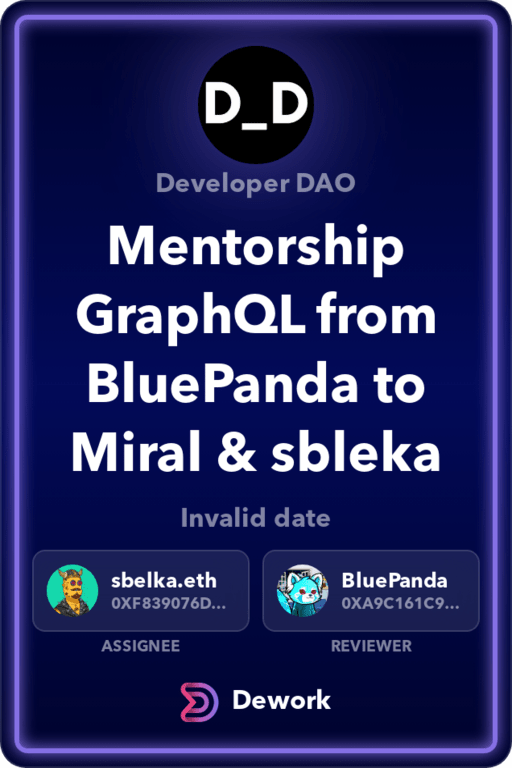 D_D
Developer DAO
Mentorship
GraphQL from
BluePanda to
Miral & sbleka
Invalid date
sbelka.eth
0XF839076D...
BluePanda
0XA9C161C9...
ASSIGNEE
REVIEWER
Dework